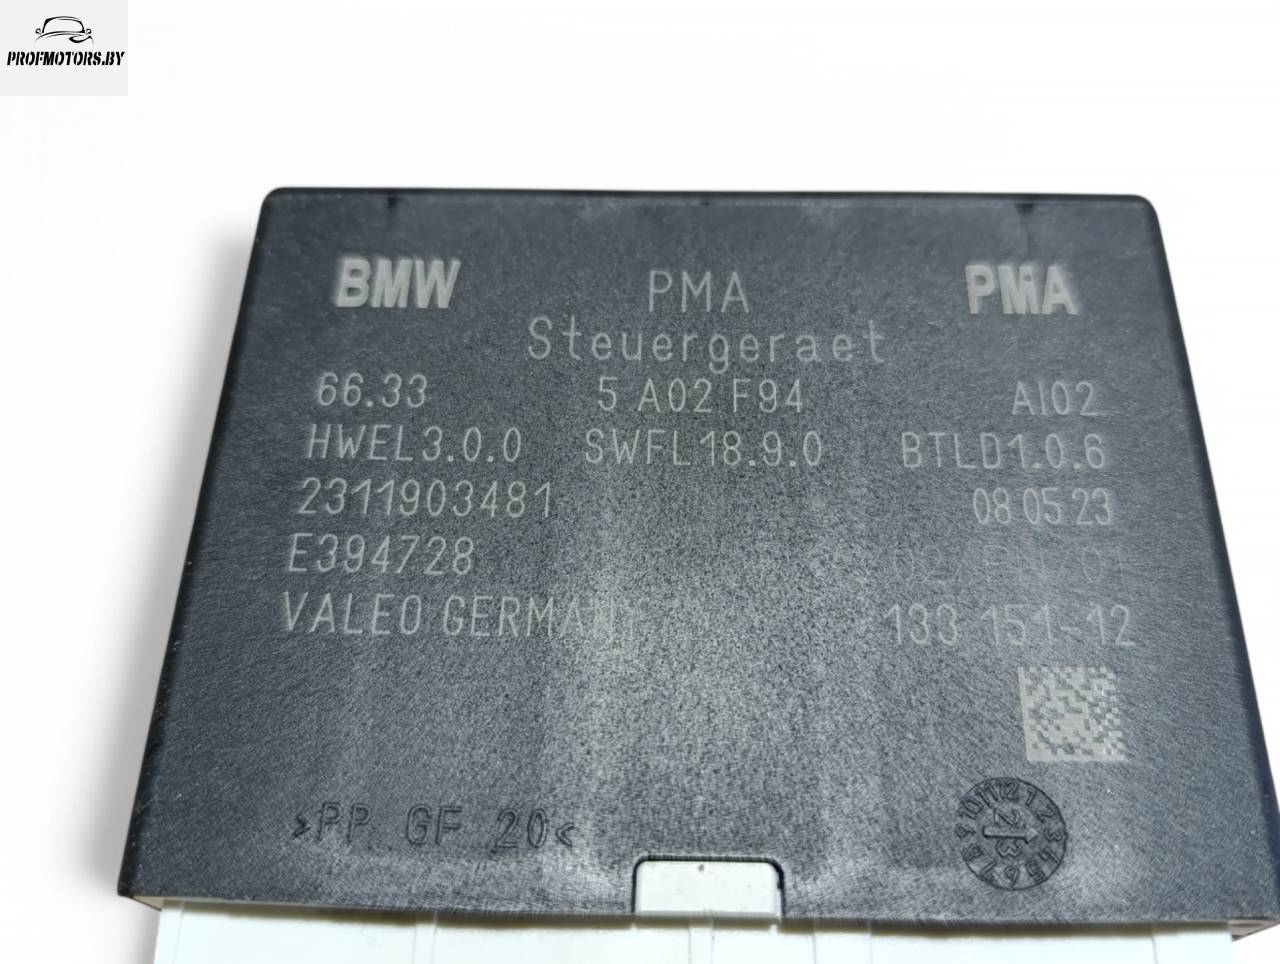 PROFMOTORS.BY
BMW PMA PMA
Steuergeraet
66.33 5 A02 F94 AI02
HWEL3.0.0 SWFL18.9.0 BTLD1.0.6
2311903481 08.05.23
E394728
VALEO GERMANY 133 151-12
>PP GF 20<